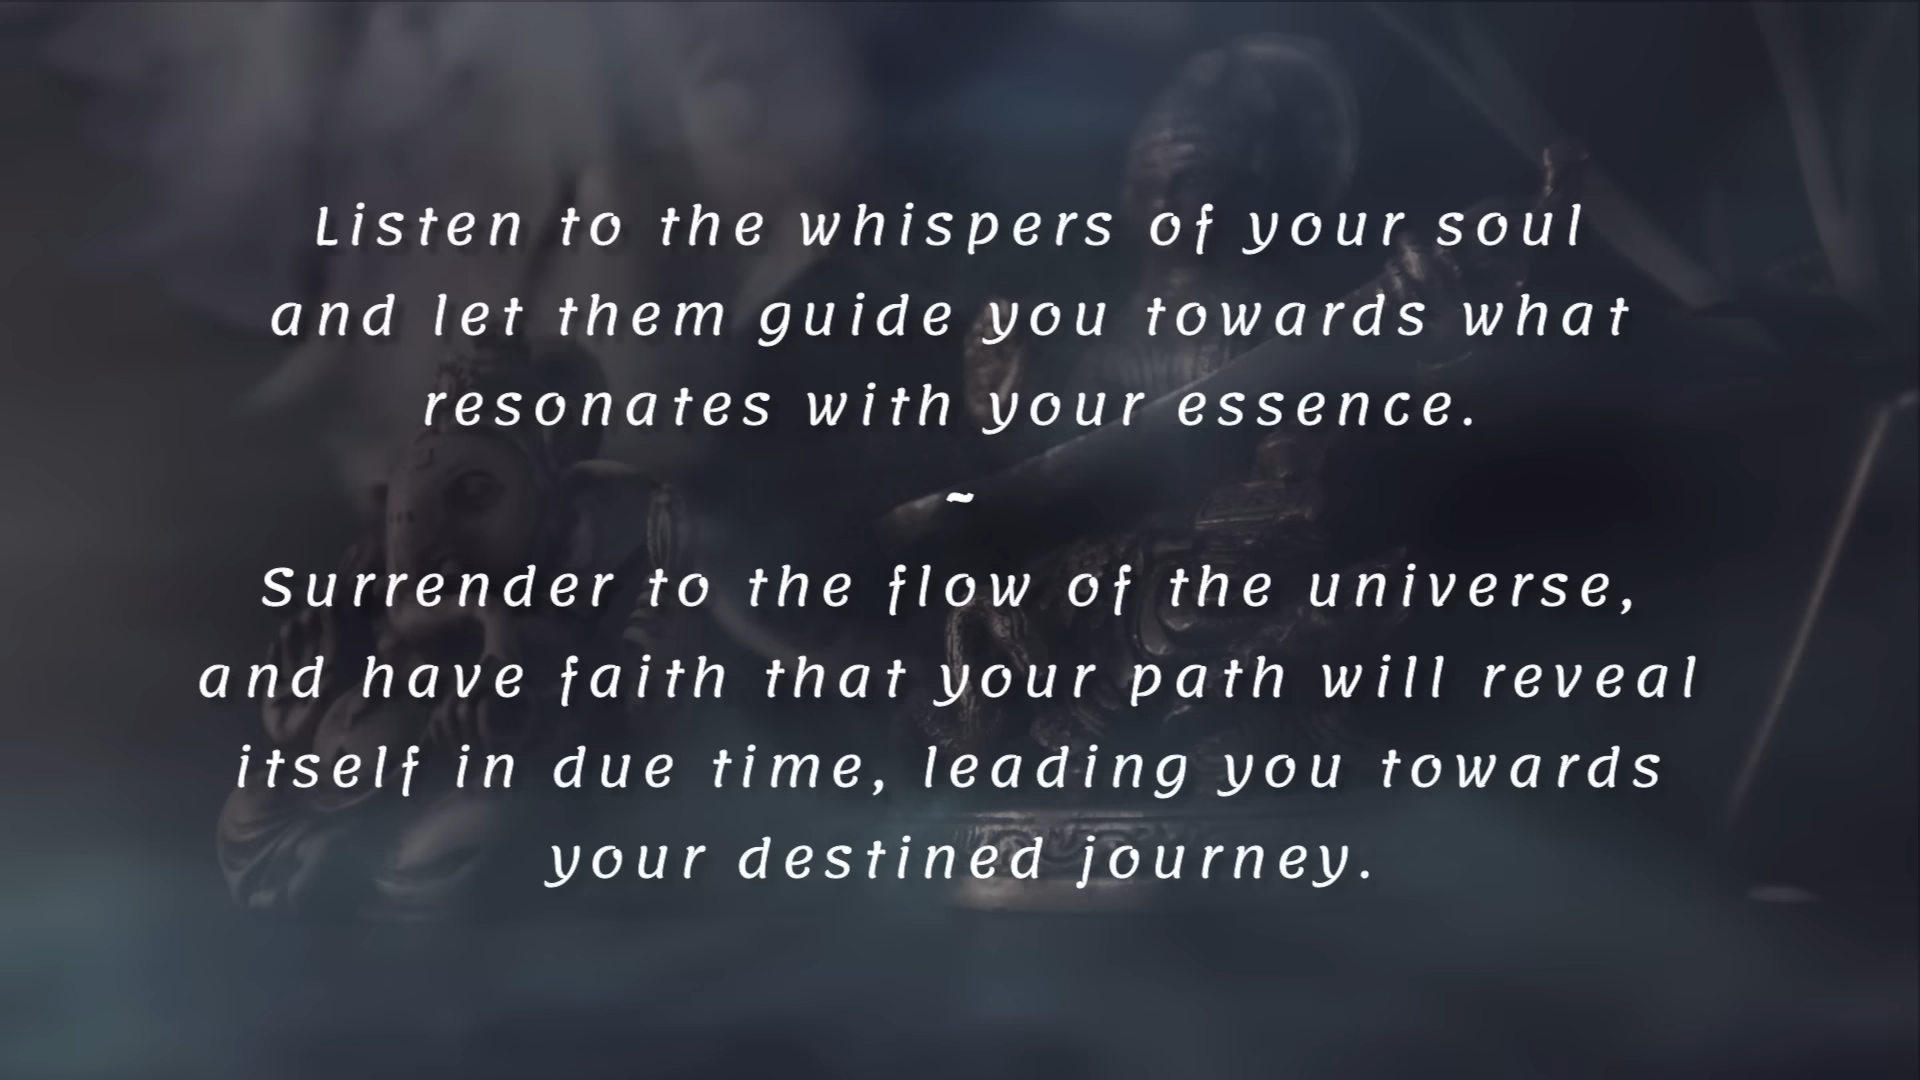 Listen to the whispers of your soul
and let them guide you towards what
resonates with your essence.
~
Surrender to the flow of the universe,
and have faith that your path will reveal
itself in due time, leading you towards
your destined journey.